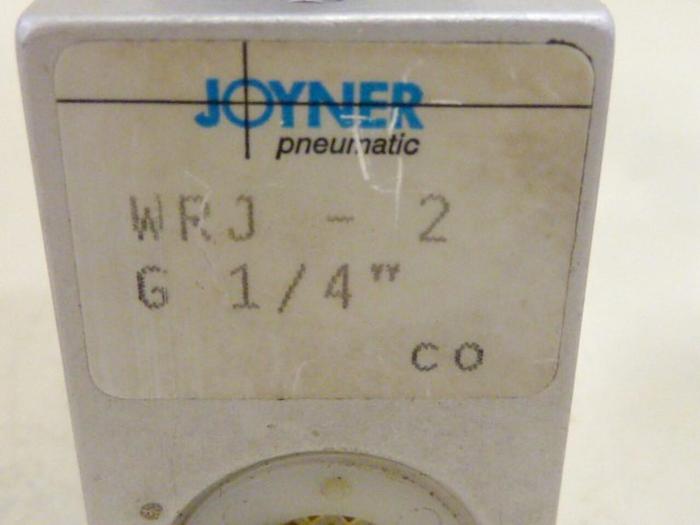 JOYNER
pneumatic
WRJ - 2
G 1/4"
co